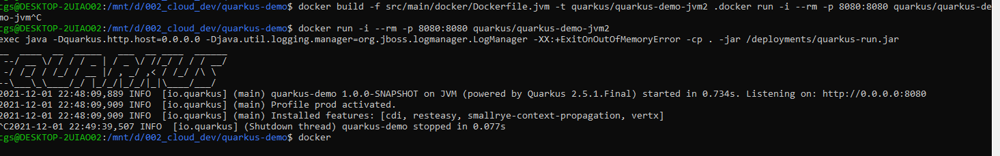 cgs@DESKTOP-2UIAO02:/mnt/d/002_cloud_dev/quarkus-demo$ docker build -f src/main/docker/Dockerfile.jvm -t quarkus/quarkus-demo-jvm2 .docker run -i --rm -p 8080:8080 quarkus/quarkus-de
mo-jvm^C
cgs@DESKTOP-2UIAO02:/mnt/d/002_cloud_dev/quarkus-demo$ docker run -i --rm -p 8080:8080 quarkus/quarkus-demo-jvm2
exec java -Dquarkus.http.host=0.0.0.0 -Djava.util.logging.manager=org.jboss.logmanager.LogManager -XX:+ExitOnOutOfMemoryError -cp . -jar /deployments/quarkus-run.jar
__  ____  __  _____   ___  __ ____  ______
 --/ __ \/ / / / _ | / _ \/ //_/ / / / __/
 -/ /_/ / /_/ / __ |/ , _/ ,< / /_/ /\ \
--\___\_\____/_/ |_/_/|_/_/|_|\____/___/
2021-12-01 22:48:09,889 INFO  [io.quarkus] (main) quarkus-demo 1.0.0-SNAPSHOT on JVM (powered by Quarkus 2.5.1.Final) started in 0.734s. Listening on: http://0.0.0.0:8080
2021-12-01 22:48:09,909 INFO  [io.quarkus] (main) Profile prod activated.
2021-12-01 22:48:09,909 INFO  [io.quarkus] (main) Installed features: [cdi, resteasy, smallrye-context-propagation, vertx]
^C2021-12-01 22:49:39,507 INFO  [io.quarkus] (Shutdown thread) quarkus-demo stopped in 0.077s
cgs@DESKTOP-2UIAO02:/mnt/d/002_cloud_dev/quarkus-demo$ docker